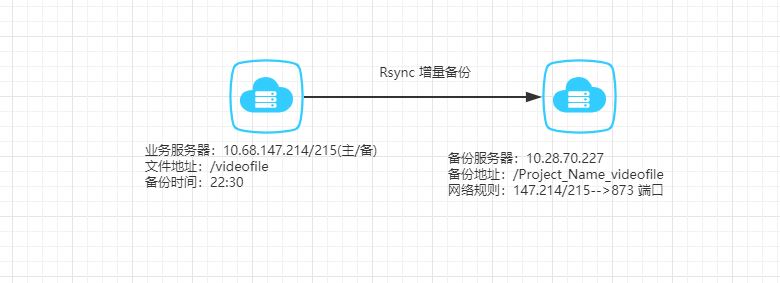 Rsync 增量备份
业务服务器：10.68.147.214/215(主/备)
文件地址：/videofile
备份时间：22:30
备份服务器：10.28.70.227
备份地址：/Project_Name_videofile
网络规则：147.214/215-->873 端口